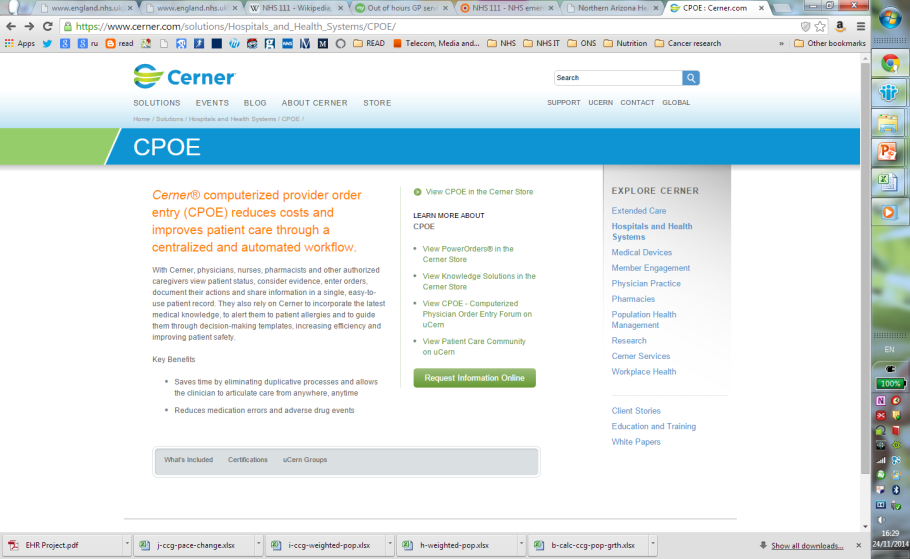 www.england.nhs.uk
www.england.nhs.uk
NHS 111 - Wikipedia,
Out of hours GP serv
NHS 111 - NHS emer
Northern Arizona He
CPOE : Cerner.com
https://www.cerner.com/solutions/Hospitals_and_Health_Systems/CPOE/
Apps
ru
read
READ
Telecom, Media and...
NHS
NHS IT
ONS
Nutrition
Cancer research
»
Other bookmarks
Cerner
Search
SOLUTIONS EVENTS BLOG ABOUT CERNER STORE
SUPPORT UCERN CONTACT GLOBAL
Home / Solutions / Hospitals and Health Systems / CPOE /
CPOE
Cerner® computerized provider order
entry (CPOE) reduces costs and
improves patient care through a
centralized and automated workflow.
With Cerner, physicians, nurses, pharmacists and other authorized
caregivers view patient status, consider evidence, enter orders,
document their actions and share information in a single, easy-to-
use patient record. They also rely on Cerner to incorporate the latest
medical knowledge, to alert them to patient allergies and to guide
them through decision-making templates, increasing efficiency and
improving patient safety.
Key Benefits
• Saves time by eliminating duplicative processes and allows
the clinician to articulate care from anywhere, anytime
• Reduces medication errors and adverse drug events
View CPOE in the Cerner Store
LEARN MORE ABOUT
CPOE
• View PowerOrders® in the
Cerner Store
• View Knowledge Solutions in the
Cerner Store
• View CPOE - Computerized
Physician Order Entry Forum on
uCern
• View Patient Care Community
on uCern
Request Information Online
EXPLORE CERNER
Extended Care
Hospitals and Health
Systems
Medical Devices
Member Engagement
Physician Practice
Pharmacies
Population Health
Management
Research
Cerner Services
Workplace Health
Client Stories
Education and Training
White Papers
What's Included Certifications uCern Groups
EHR Project.pdf
j-ccg-pace-change.xlsx
i-ccg-weighted-pop.xlsx
h-weighted-pop.xlsx
b-calc-ccg-pop-grth.xlsx
Show all downloads...
EN
100%
16:29
24/11/2014